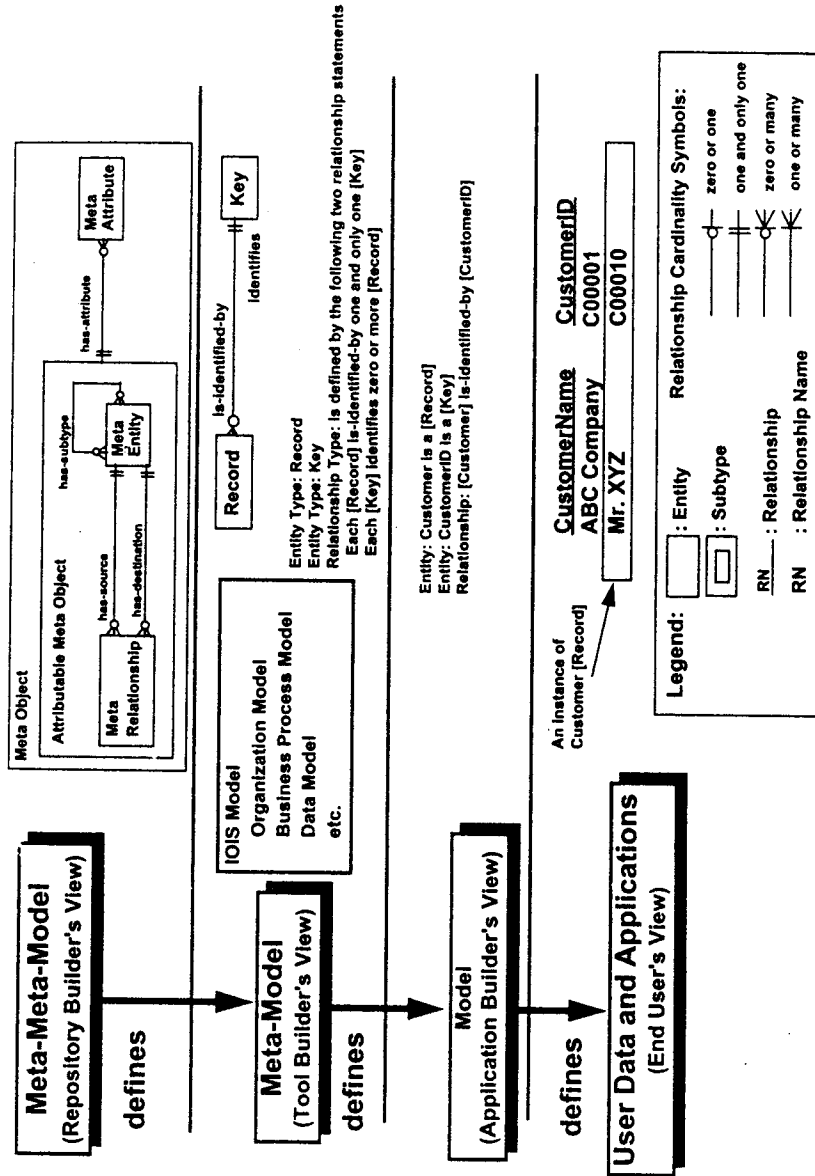 Meta-Meta-Model
(Repository Builder's View)
Meta Object
Attributable Meta Object
Meta
Relationship
has-source
has-destination
has-subtype
Meta
Entity
has-attribute
Meta
Attribute
defines
Meta-Model
(Tool Builder's View)
IOIS Model
Organization Model
Business Process Model
Data Model
etc.
Record
Is-identified-by
identifies
Key
Entity Type: Record
Entity Type: Key
Relationship Type: is defined by the following two relationship statements
Each [Record] is-identified-by one and only one [Key]
Each [Key] identifies zero or more [Record]
defines
Model
(Application Builder's View)
Entity: Customer is a [Record]
Entity: CustomerID is a [Key]
Relationship: [Customer] is-identified-by [CustomerID]
defines
User Data and Applications
(End User's View)
An instance of
Customer [Record]
CustomerName CustomerID
ABC Company C00001
Mr. XYZ C00010
Legend:
: Entity
: Subtype
RN : Relationship
RN : Relationship Name
Relationship Cardinality Symbols:
zero or one
one and only one
zero or many
one or many